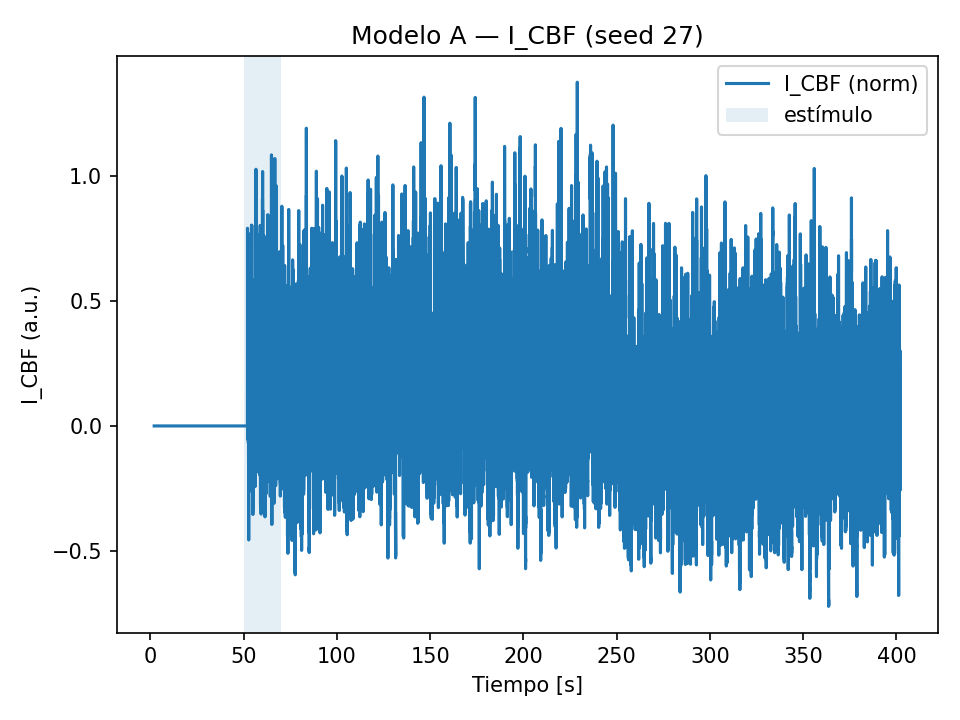 Modelo A — I_CBF (seed 27)
I_CBF (norm)
estímulo
1.0
0.5
0.0
−0.5
I_CBF (a.u.)
0 50 100 150 200 250 300 350 400
Tiempo [s]